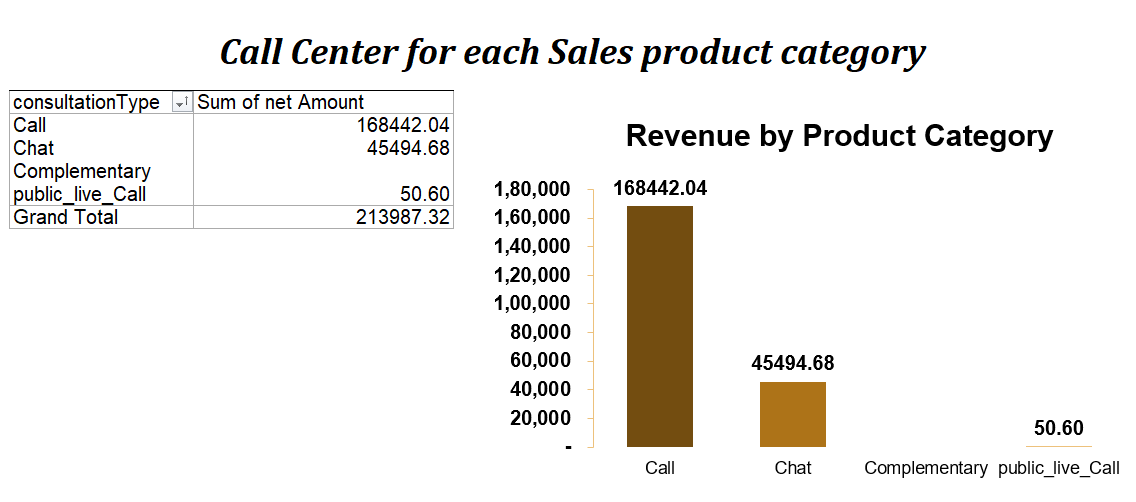 Call Center for each Sales product category
consultationType Sum of net Amount
Call 168442.04
Chat 45494.68
Complementary
public_live_Call 50.60
Grand Total 213987.32
Revenue by Product Category
1,80,000
1,60,000
1,40,000
1,20,000
1,00,000
80,000
60,000
40,000
20,000
-
168442.04
45494.68
50.60
Call Chat Complementary public_live_Call